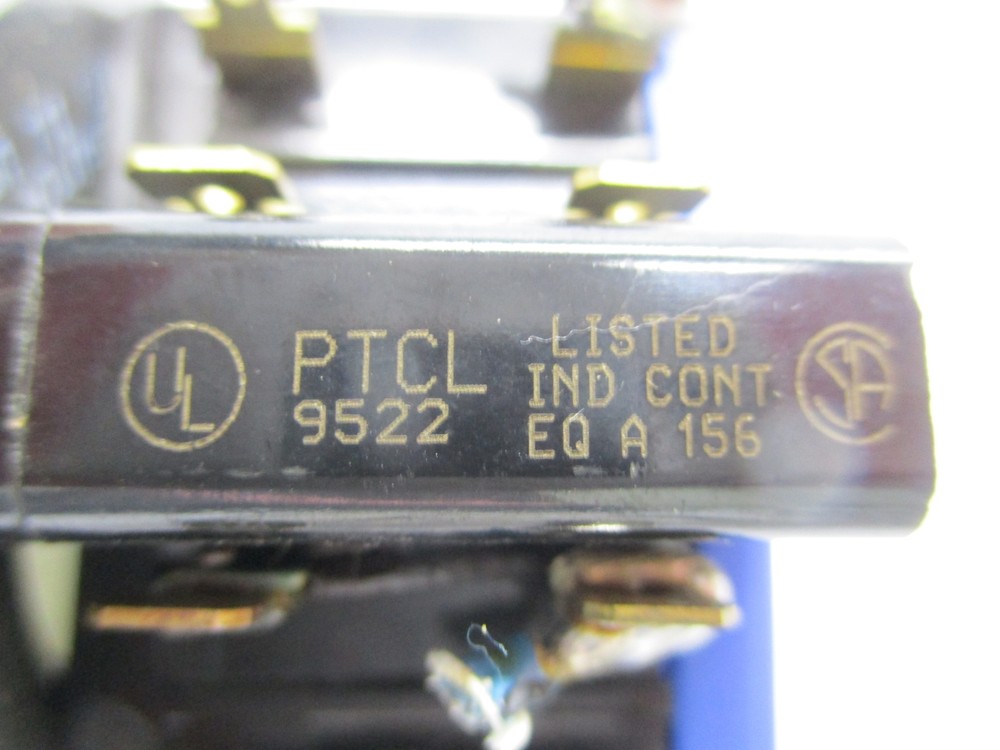 UL
PTCL
9522
LISTED
IND CONT
EQ A 156
SA